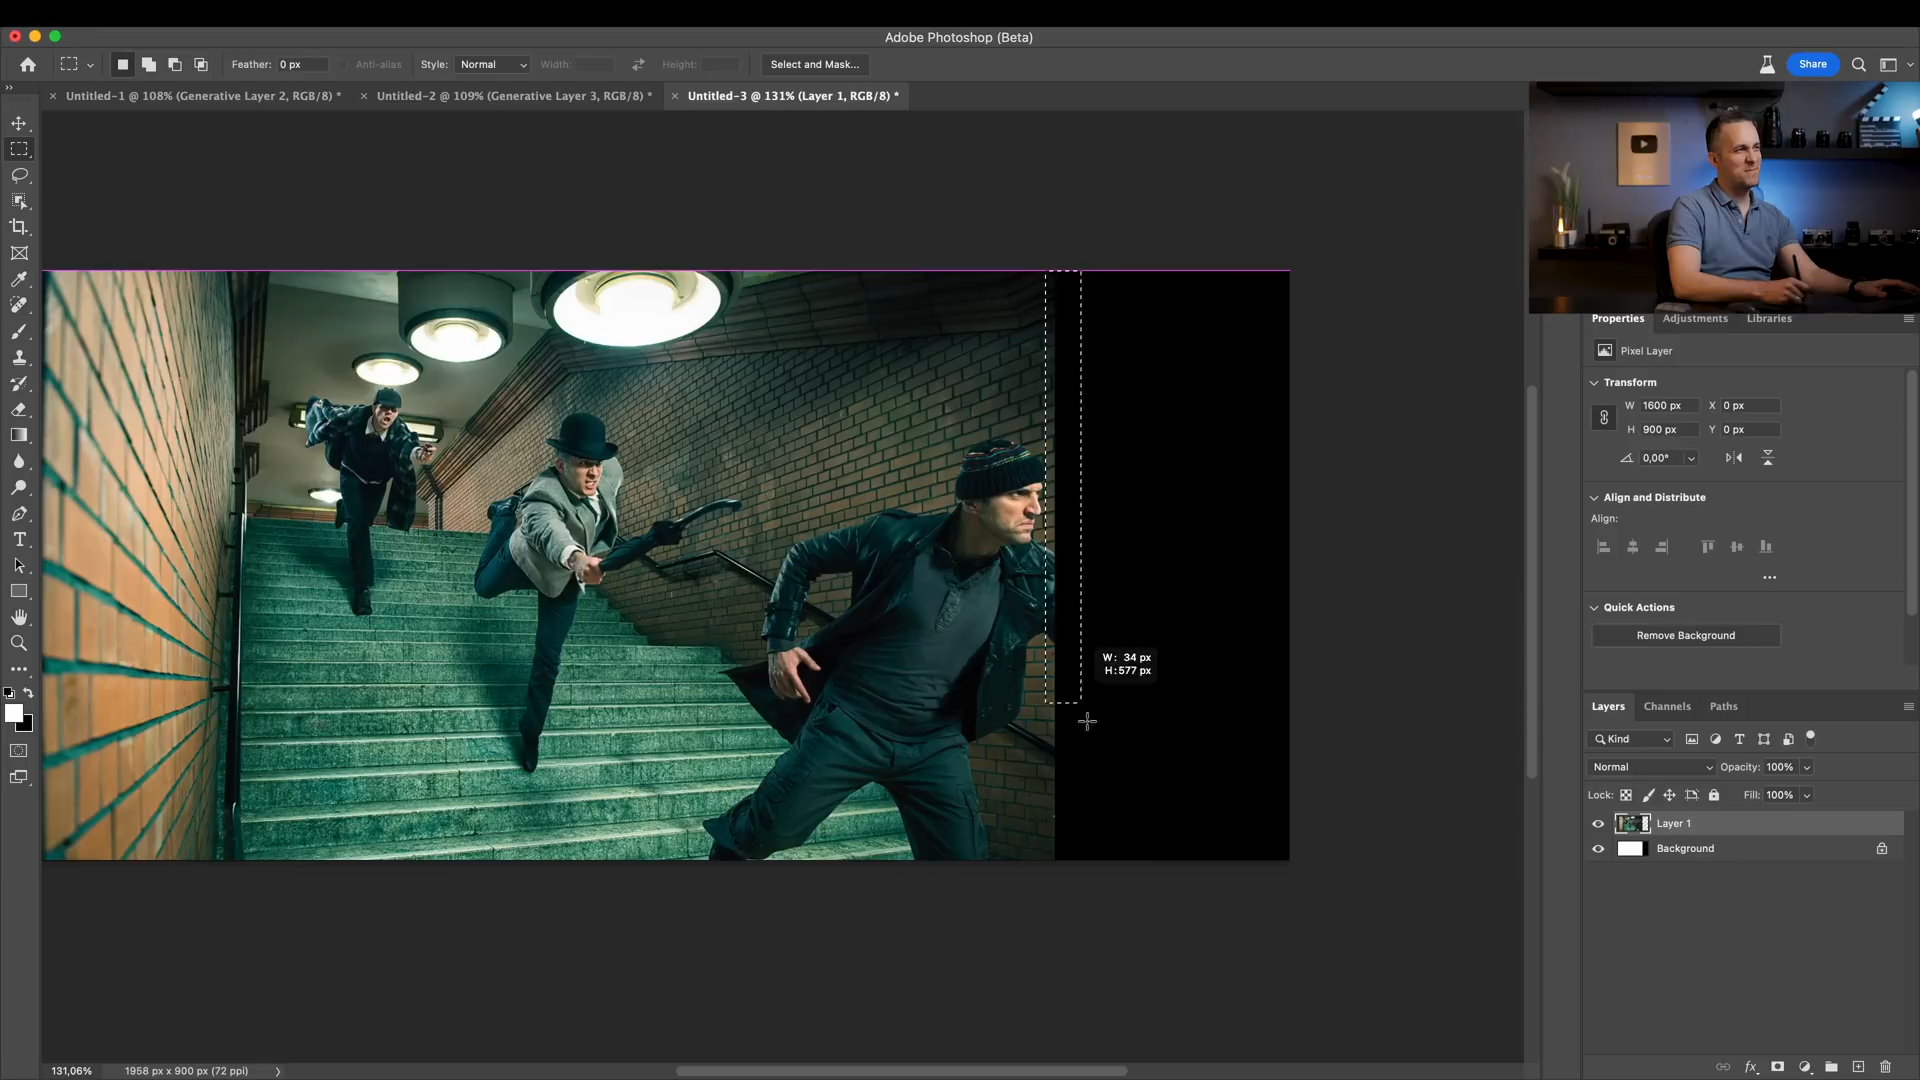 Adobe Photoshop (Beta)
Feather: 0 px
Anti-alias
Style: Normal
Width:
Height:
Select and Mask...
Share
Untitled-1 @ 108% (Generative Layer 2, RGB/8) *
Untitled-2 @ 109% (Generative Layer 3, RGB/8) *
Untitled-3 @ 131% (Layer 1, RGB/8) *
Properties
Adjustments
Libraries
Pixel Layer
Transform
W 1600 px
X 0 px
H 900 px
Y 0 px
0,00°
Align and Distribute
Align:
Quick Actions
Remove Background
W: 34 px
H: 577 px
Layers
Channels
Paths
Kind
Normal
Opacity: 100%
Lock:
Fill: 100%
Layer 1
Background
131,06%
1958 px x 900 px (72 ppi)